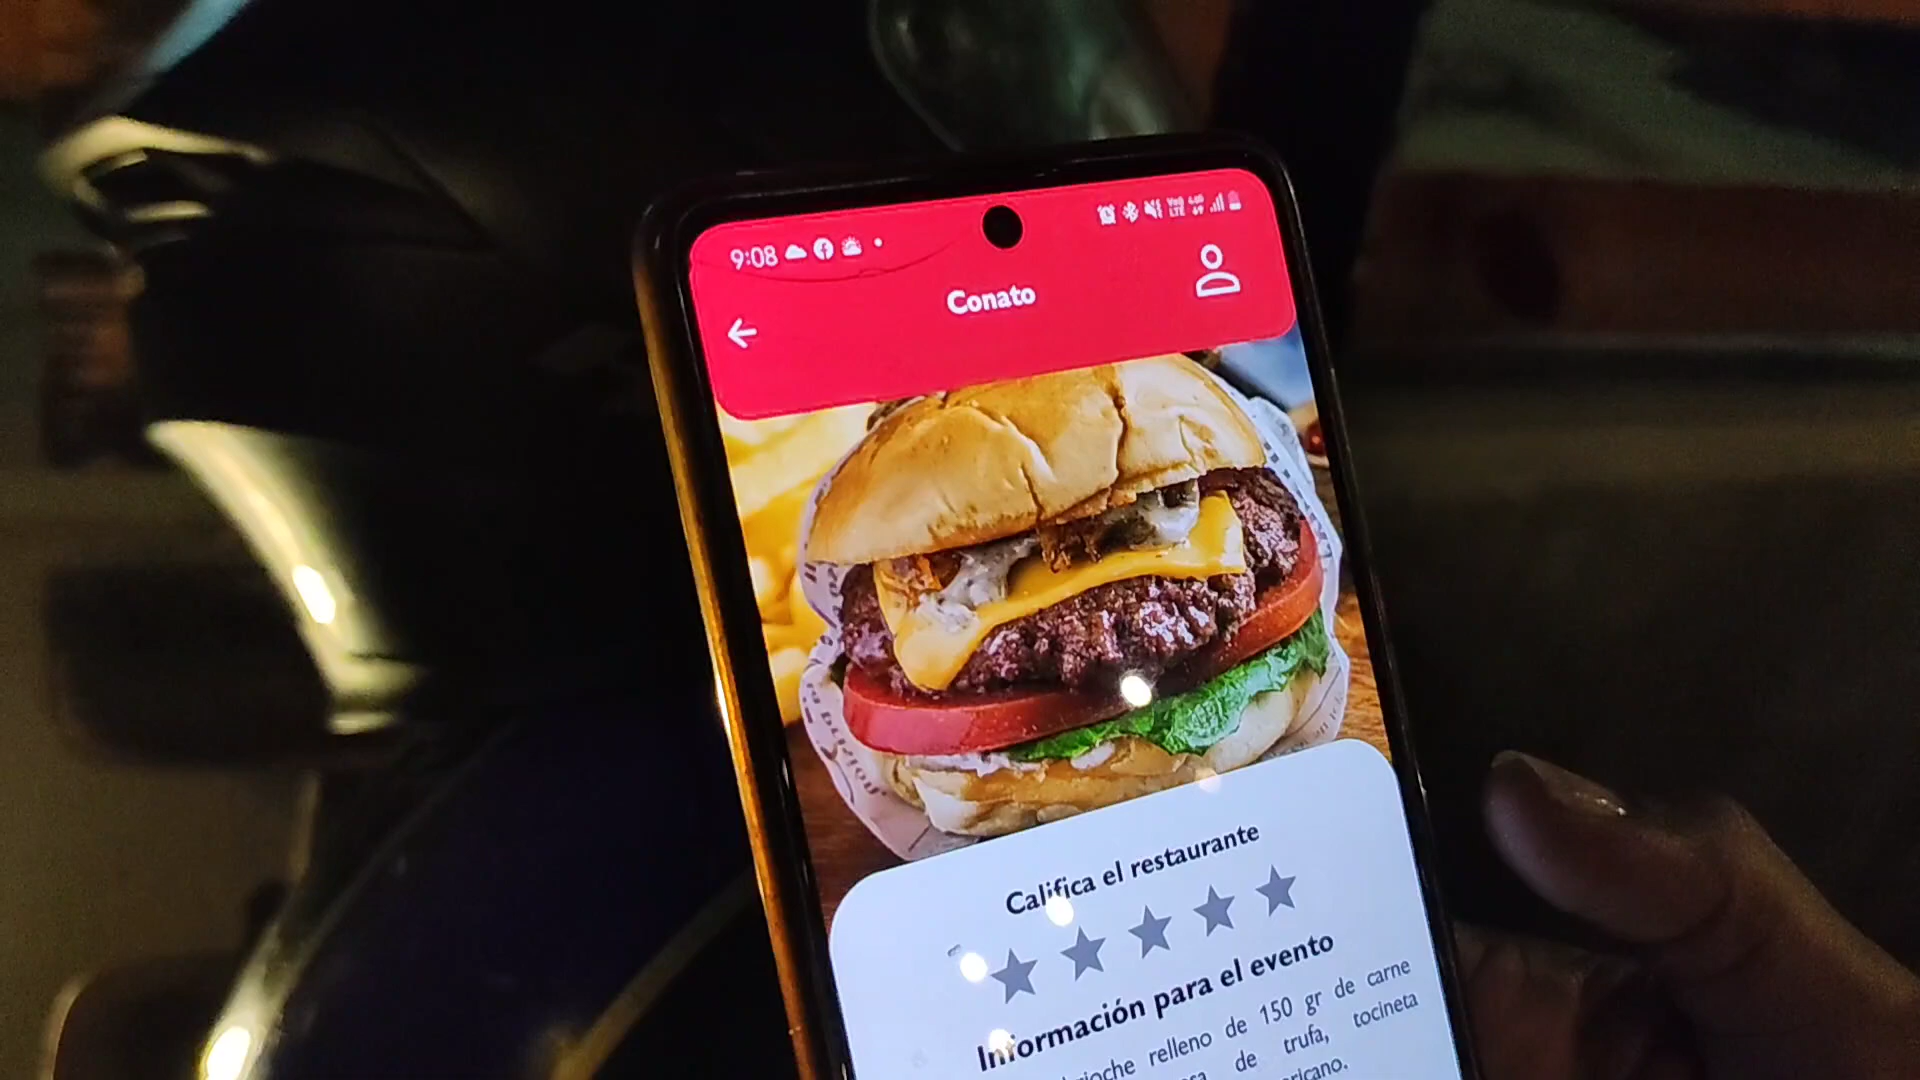 9:08
Conato
Califica el restaurante
Información para el evento
relleno de 150 gr de carne
de trufa, tocineta